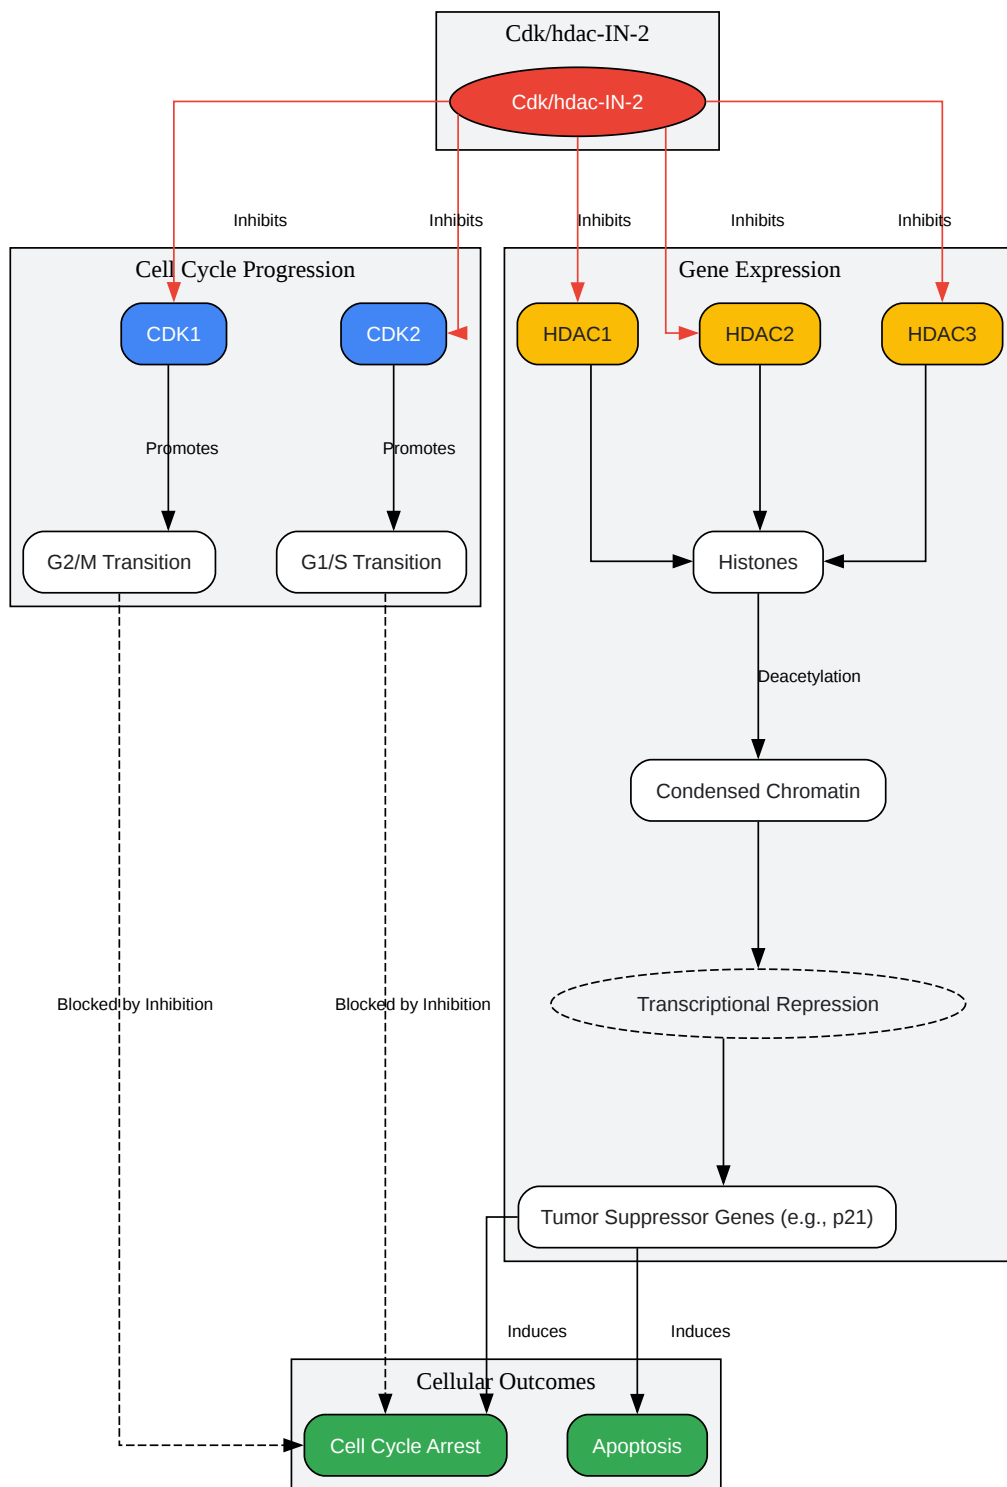 Cdk/hdac-IN-2
Cdk/hdac-IN-2
Inhibits
Inhibits
Inhibits
Inhibits
Inhibits
Cell Cycle Progression
Gene Expression
CDK1
CDK2
HDAC1
HDAC2
HDAC3
Promotes
Promotes
G2/M Transition
G1/S Transition
Histones
Deacetylation
Condensed Chromatin
Blocked by Inhibition
Blocked by Inhibition
Transcriptional Repression
Tumor Suppressor Genes (e.g., p21)
Induces
Induces
Cellular Outcomes
Cell Cycle Arrest
Apoptosis